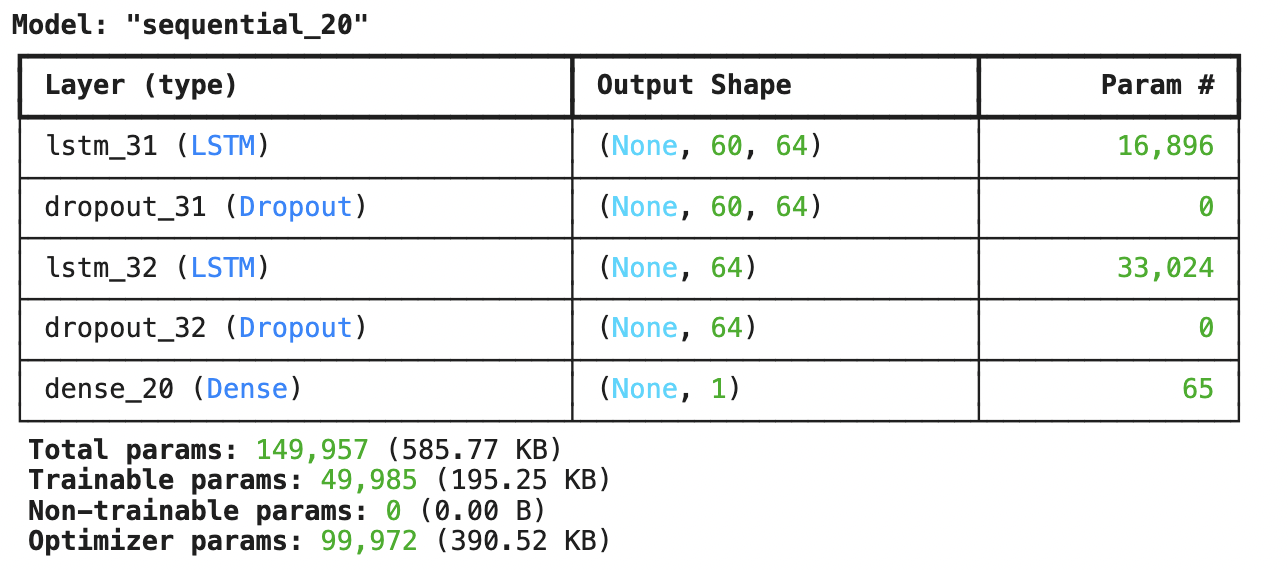 Model: "sequential_20"
Layer (type) Output Shape Param #
lstm_31 (LSTM) (None, 60, 64) 16,896
dropout_31 (Dropout) (None, 60, 64) 0
lstm_32 (LSTM) (None, 64) 33,024
dropout_32 (Dropout) (None, 64) 0
dense_20 (Dense) (None, 1) 65
Total params: 149,957 (585.77 KB)
Trainable params: 49,985 (195.25 KB)
Non-trainable params: 0 (0.00 B)
Optimizer params: 99,972 (390.52 KB)